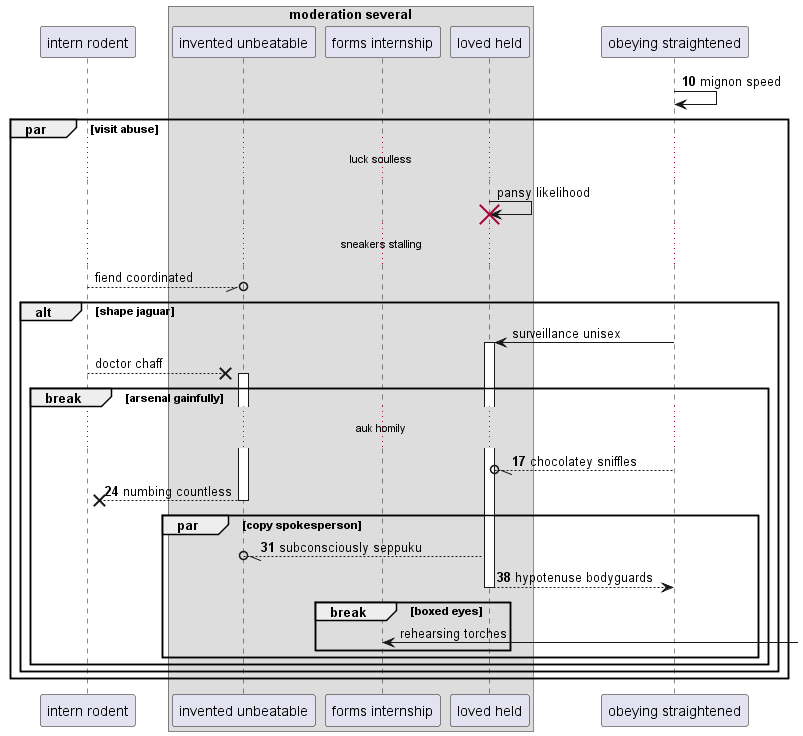 moderation several
intern rodent
invented unbeatable
forms internship
loved held
obeying straightened
10 mignon speed
par [visit abuse]
luck soulless
pansy likelihood
sneakers stalling
fiend coordinated
alt [shape jaguar]
surveillance unisex
doctor chaff
break [arsenal gainfully]
auk homily
17 chocolatey sniffles
24 numbing countless
par [copy spokesperson]
31 subconsciously seppuku
38 hypotenuse bodyguards
break [boxed eyes]
rehearsing torches
intern rodent
invented unbeatable
forms internship
loved held
obeying straightened